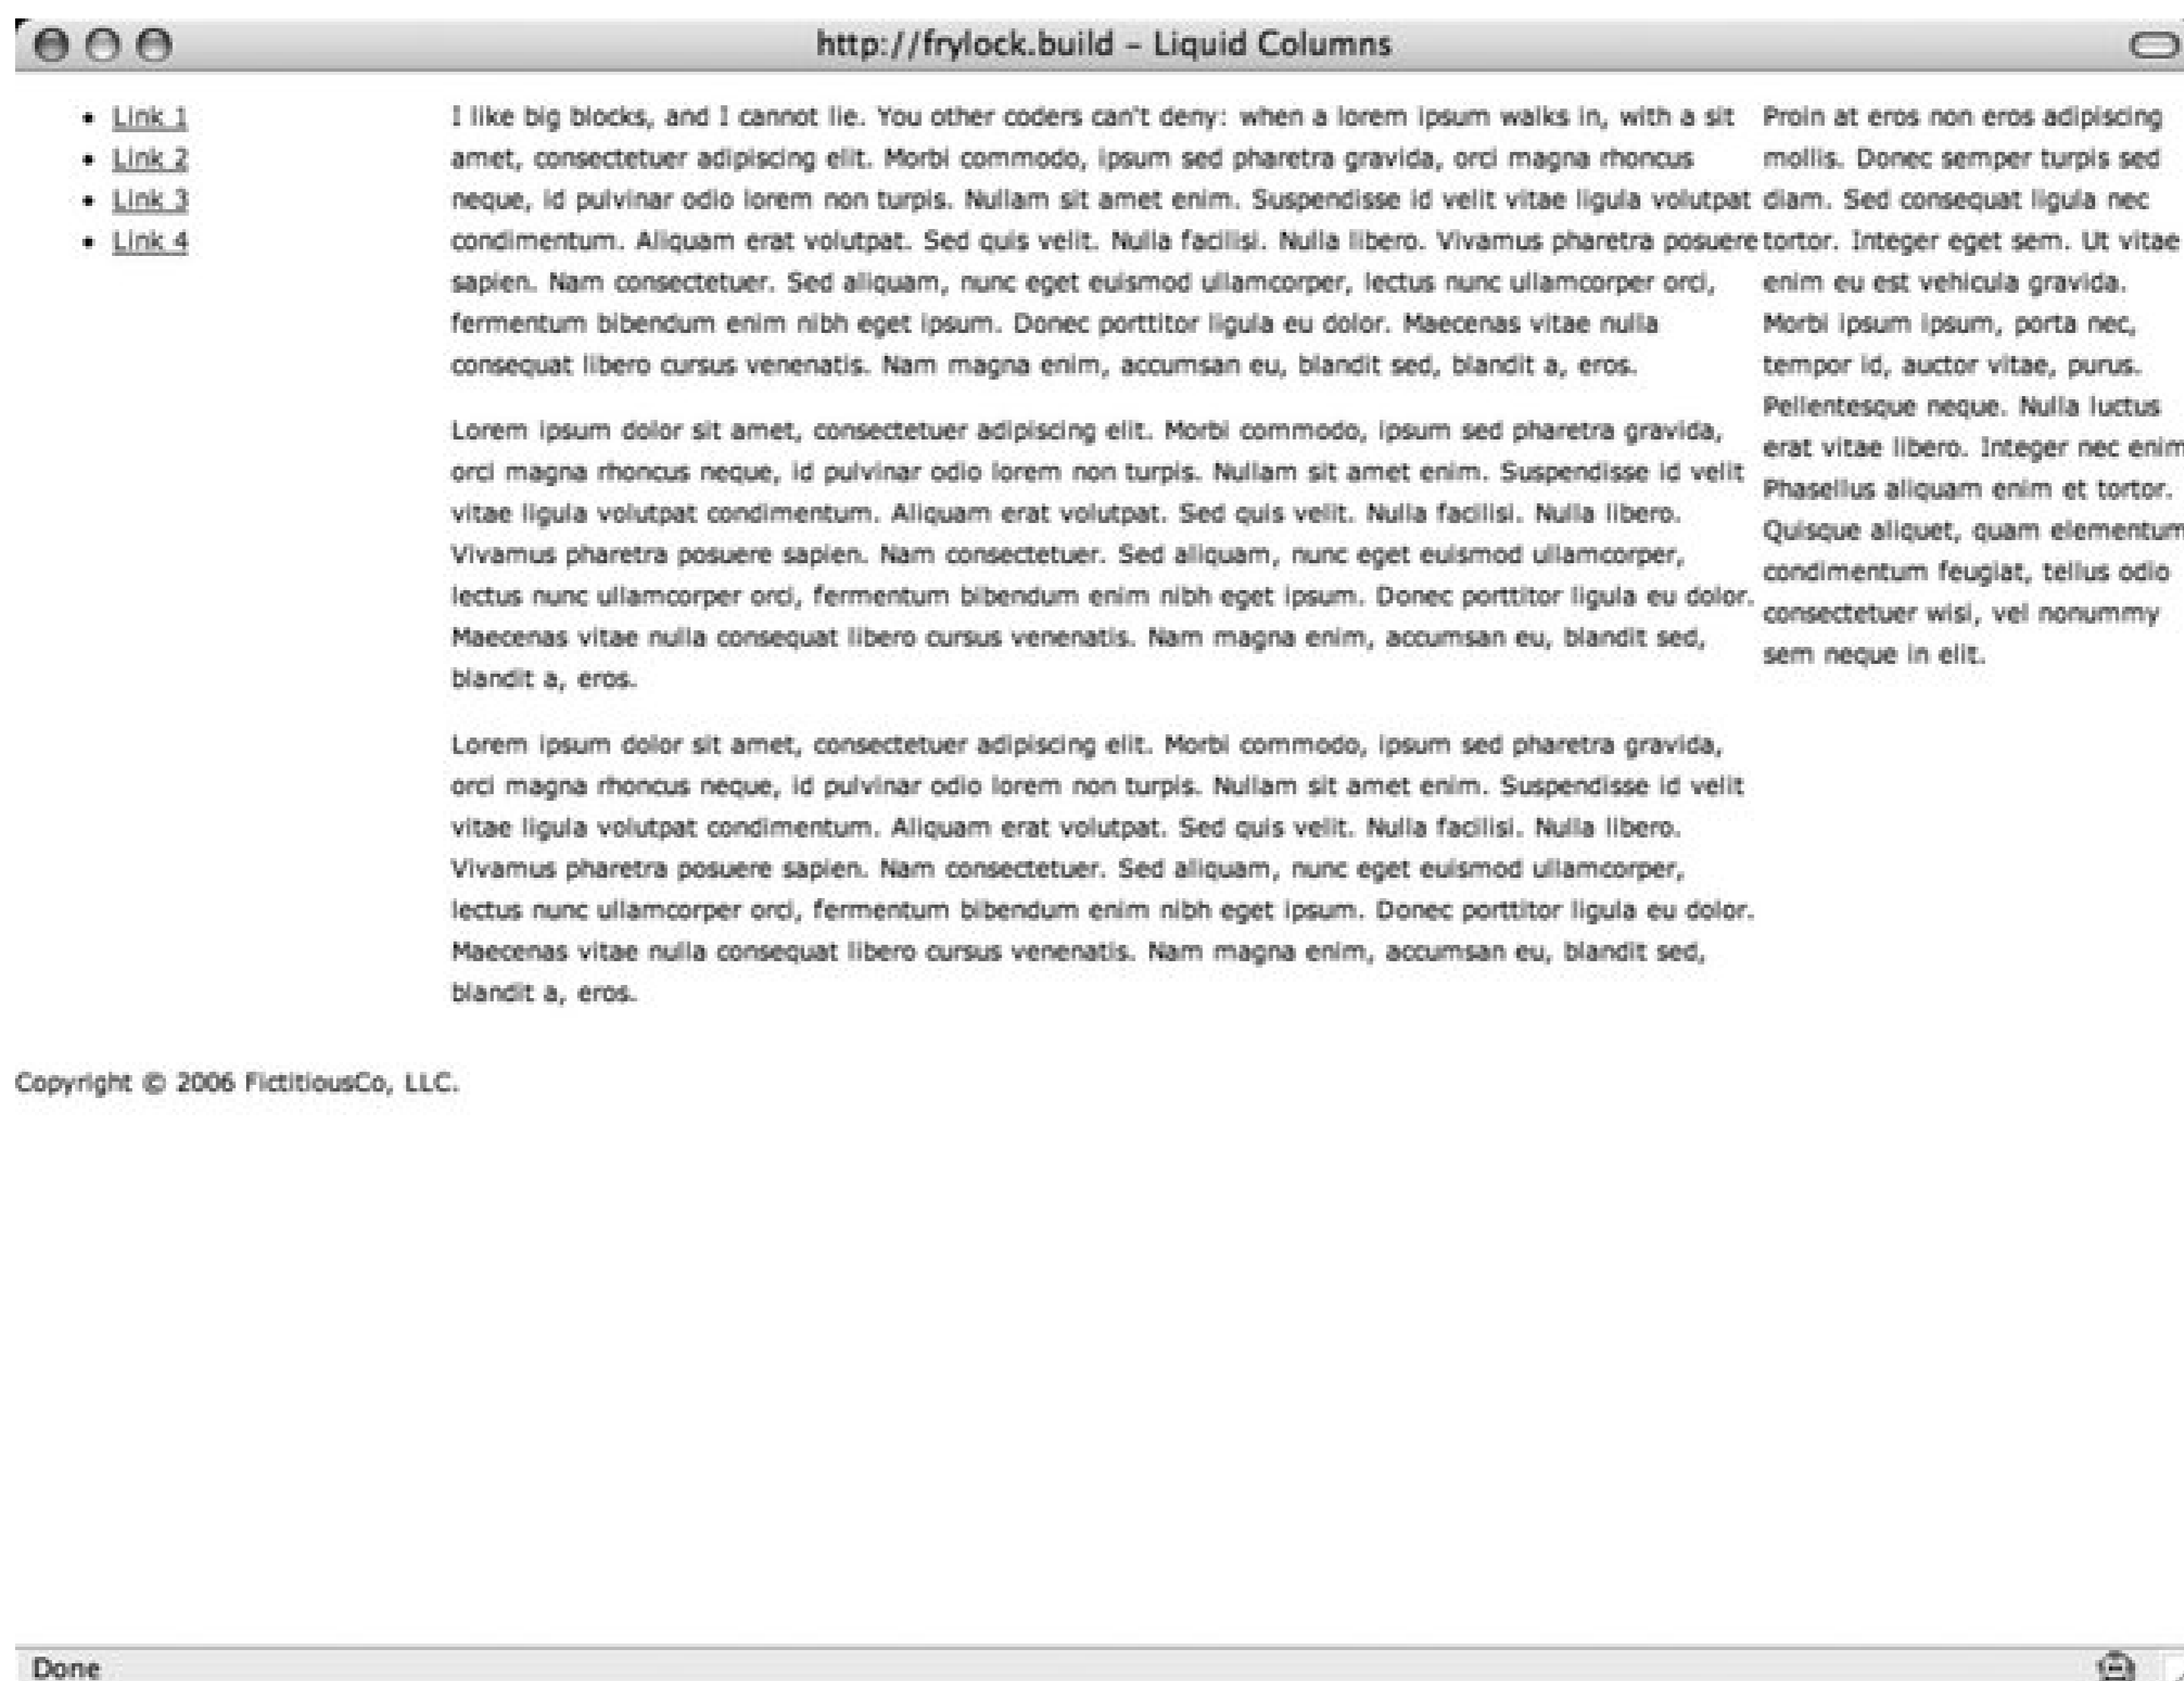 http://frylock.build – Liquid Columns
• Link 1
• Link 2
• Link 3
• Link 4
I like big blocks, and I cannot lie. You other coders can't deny: when a lorem ipsum walks in, with a sit
amet, consectetuer adipiscing elit. Morbi commodo, ipsum sed pharetra gravida, orci magna rhoncus
neque, id pulvinar odio lorem non turpis. Nullam sit amet enim. Suspendisse id velit vitae ligula volutpat
condimentum. Aliquam erat volutpat. Sed quis velit. Nulla facilisi. Nulla libero. Vivamus pharetra posuere
sapien. Nam consectetuer. Sed aliquam, nunc eget euismod ullamcorper, lectus nunc ullamcorper orci,
fermentum bibendum enim nibh eget ipsum. Donec porttitor ligula eu dolor. Maecenas vitae nulla
consequat libero cursus venenatis. Nam magna enim, accumsan eu, blandit sed, blandit a, eros.
Lorem ipsum dolor sit amet, consectetuer adipiscing elit. Morbi commodo, ipsum sed pharetra gravida,
orci magna rhoncus neque, id pulvinar odio lorem non turpis. Nullam sit amet enim. Suspendisse id velit
vitae ligula volutpat condimentum. Aliquam erat volutpat. Sed quis velit. Nulla facilisi. Nulla libero.
Vivamus pharetra posuere sapien. Nam consectetuer. Sed aliquam, nunc eget euismod ullamcorper,
lectus nunc ullamcorper orci, fermentum bibendum enim nibh eget ipsum. Donec porttitor ligula eu dolor.
Maecenas vitae nulla consequat libero cursus venenatis. Nam magna enim, accumsan eu, blandit sed,
blandit a, eros.
Lorem ipsum dolor sit amet, consectetuer adipiscing elit. Morbi commodo, ipsum sed pharetra gravida,
orci magna rhoncus neque, id pulvinar odio lorem non turpis. Nullam sit amet enim. Suspendisse id velit
vitae ligula volutpat condimentum. Aliquam erat volutpat. Sed quis velit. Nulla facilisi. Nulla libero.
Vivamus pharetra posuere sapien. Nam consectetuer. Sed aliquam, nunc eget euismod ullamcorper,
lectus nunc ullamcorper orci, fermentum bibendum enim nibh eget ipsum. Donec porttitor ligula eu dolor.
Maecenas vitae nulla consequat libero cursus venenatis. Nam magna enim, accumsan eu, blandit sed,
blandit a, eros.
Proin at eros non eros adipiscing
mollis. Donec semper turpis sed
diam. Sed consequat ligula nec
tortor. Integer eget sem. Ut vitae
enim eu est vehicula gravida.
Morbi ipsum ipsum, porta nec,
tempor id, auctor vitae, purus.
Pellentesque neque. Nulla luctus
erat vitae libero. Integer nec enim
Phasellus aliquam enim et tortor.
Quisque aliquet, quam elementum
condimentum feugiat, tellus odio
consectetuer wisi, vel nonummy
sem neque in elit.
Copyright © 2006 FictitiousCo, LLC.
Done